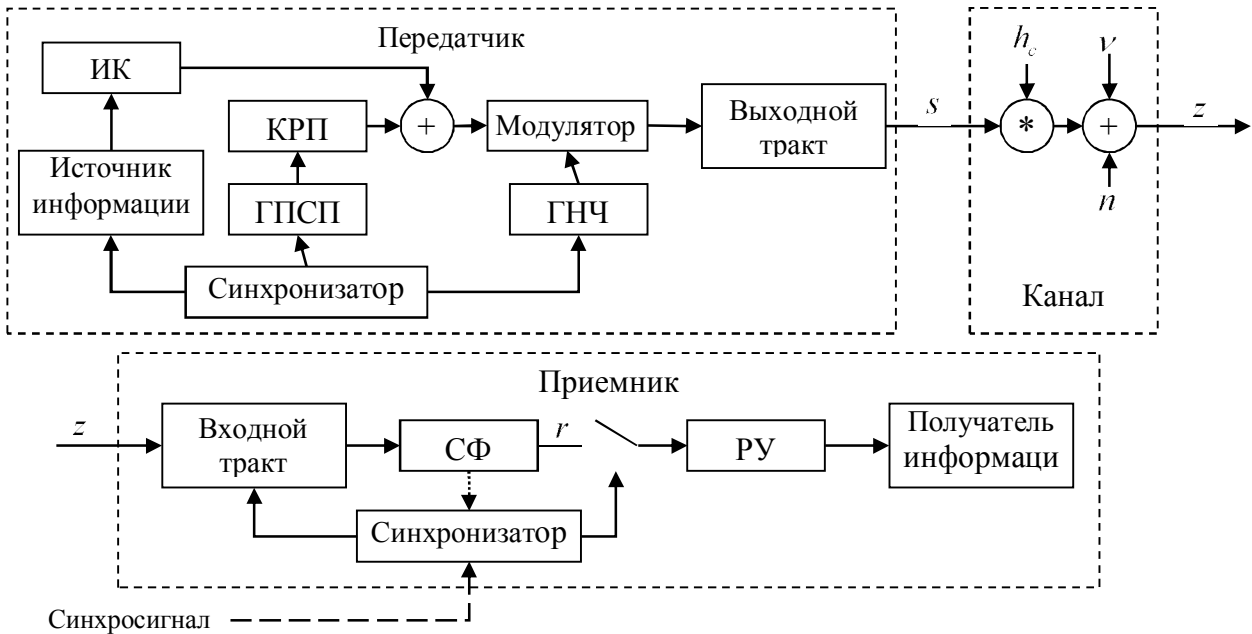 Передатчик
h_c
ν
ИК
КРП
+
Модулятор
Выходной
тракт
s
*
+
z
Источник
информации
ГПСП
ГНЧ
n
Синхронизатор
Канал
Приемник
z
Входной
тракт
СФ
r
РУ
Получатель
информаци
Синхронизатор
Синхросигнал